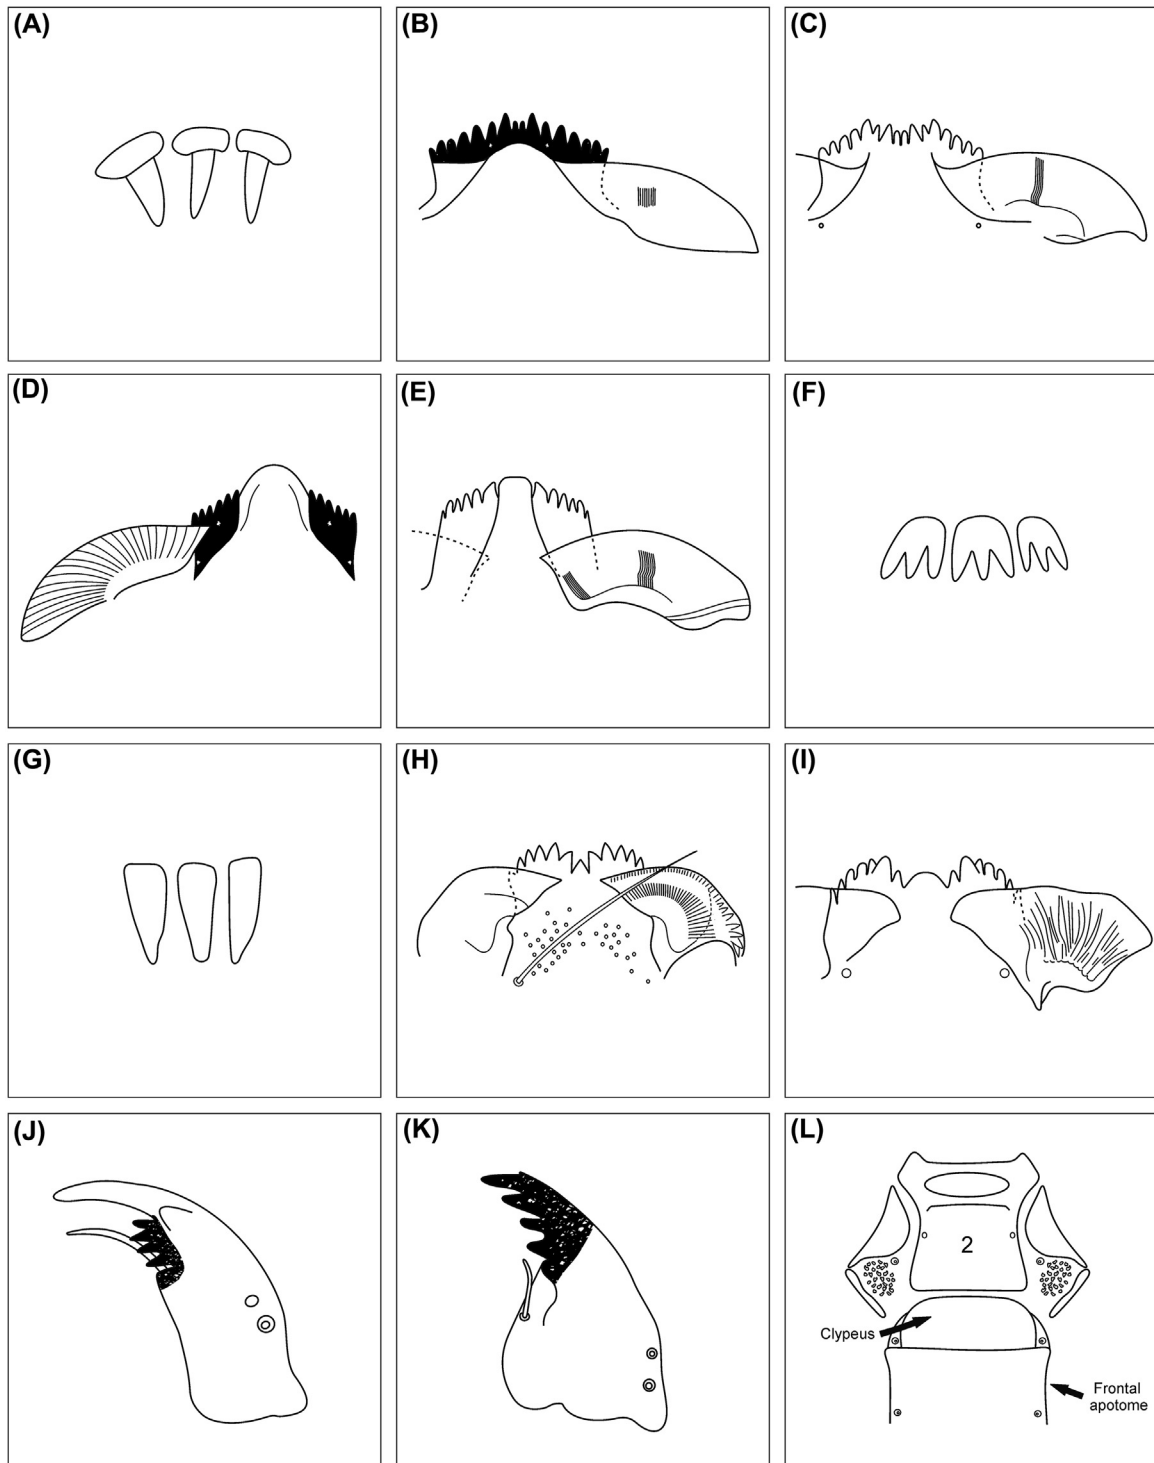 (A)
(B)
(C)
(D)
(E)
(F)
(G)
(H)
(I)
(J)
(K)
(L)
2
Clypeus
Frontal
apotome